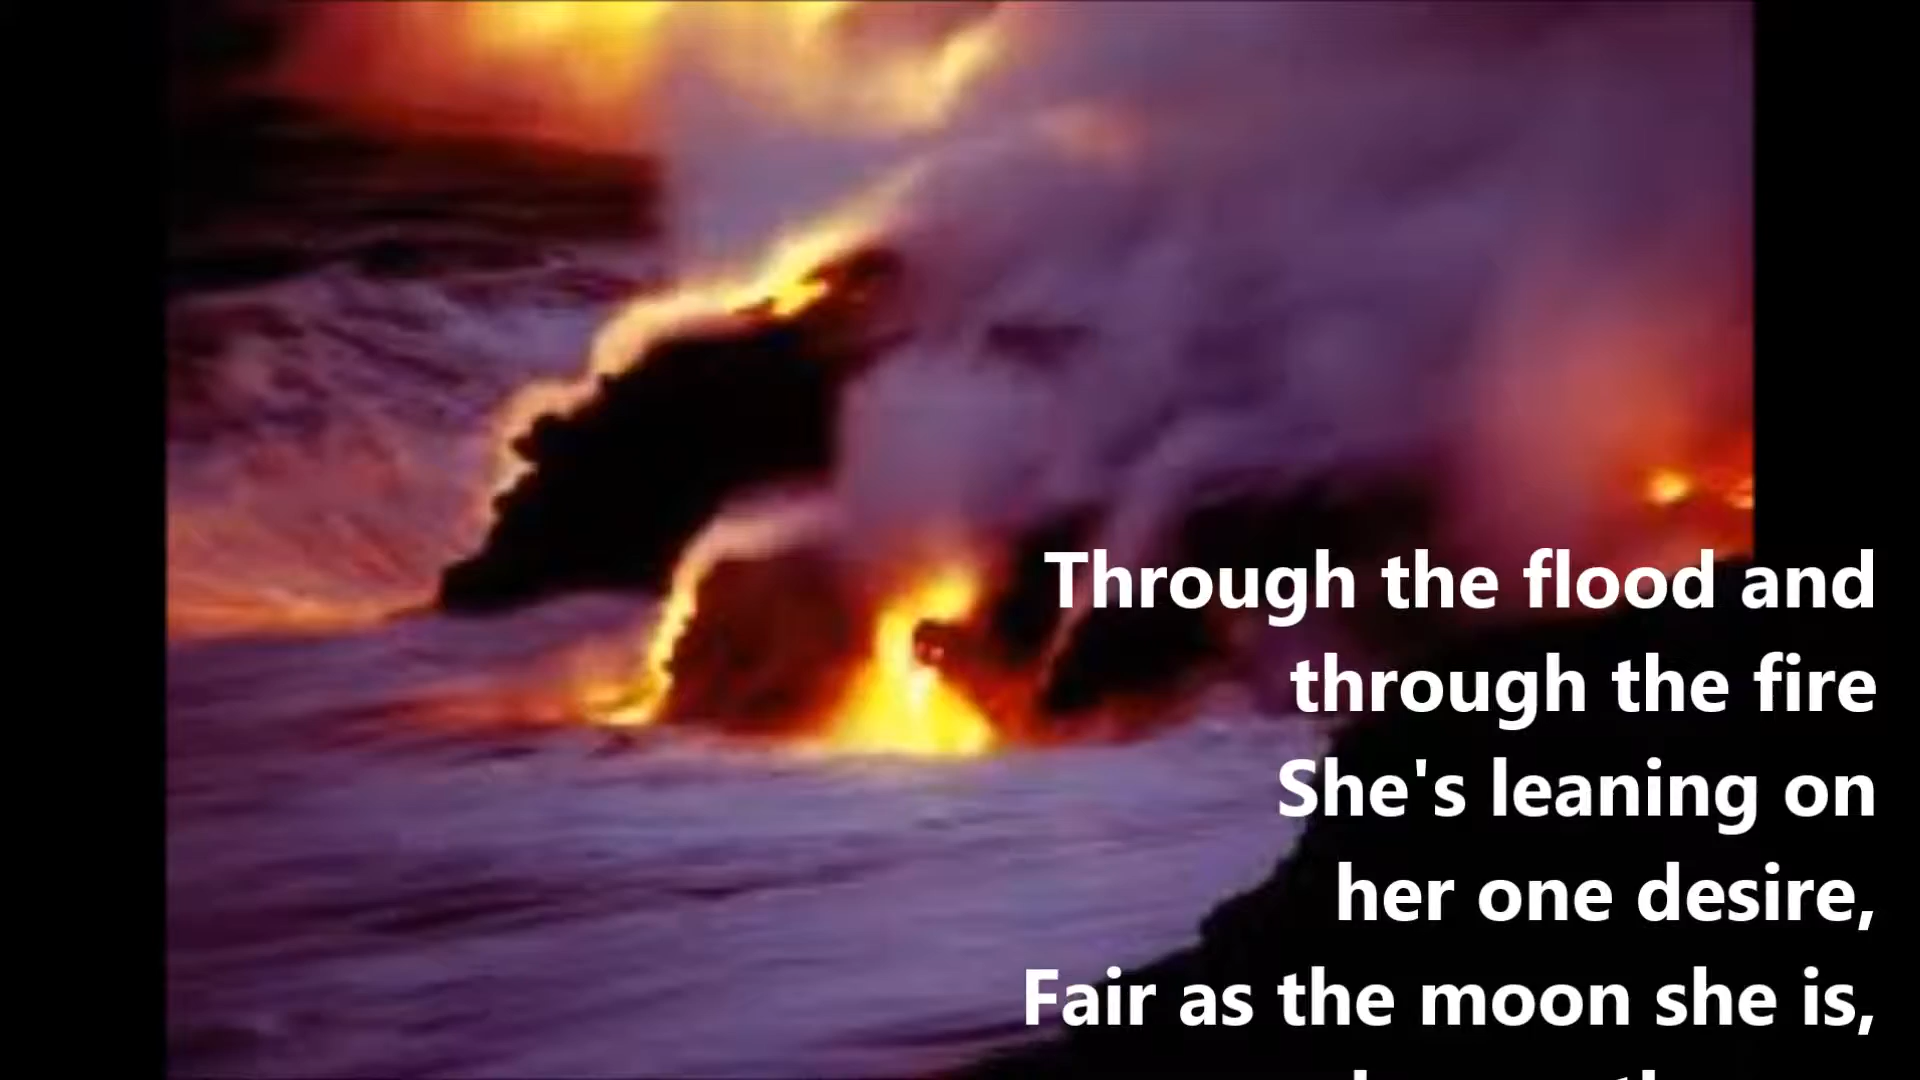 Through the flood and
through the fire
She's leaning on
her one desire,
Fair as the moon she is,